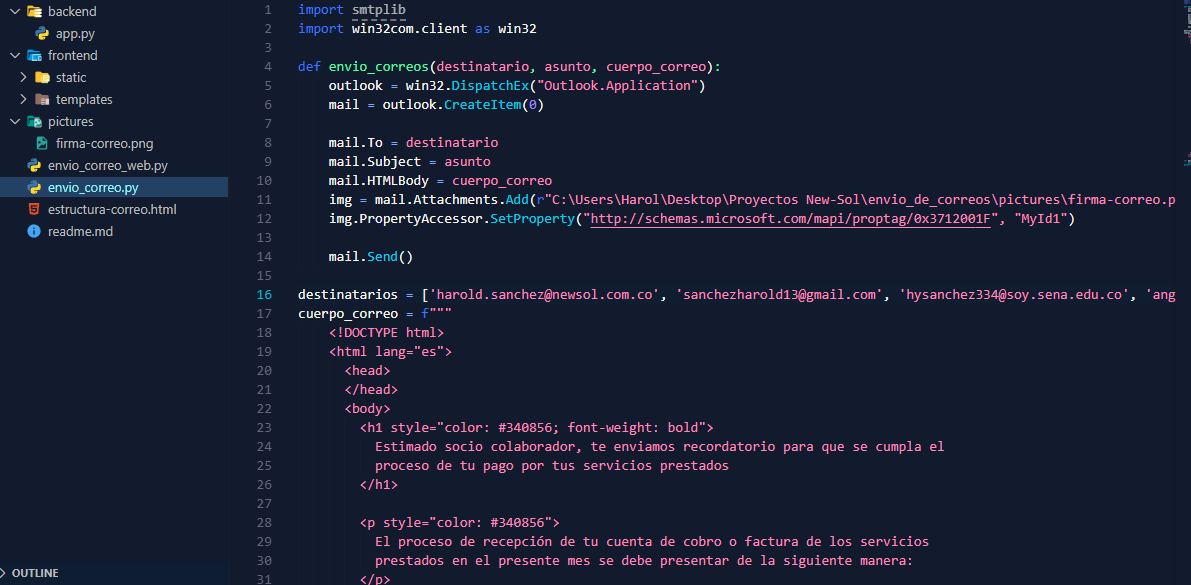 backend
app.py
frontend
static
templates
pictures
firma-correo.png
envio_correo_web.py
envio_correo.py
estructura-correo.html
readme.md
OUTLINE
1 import smtplib
2 import win32com.client as win32
3
4 def envio_correos(destinatario, asunto, cuerpo_correo):
5 outlook = win32.DispatchEx("Outlook.Application")
6 mail = outlook.CreateItem(0)
7
8 mail.To = destinatario
9 mail.Subject = asunto
10 mail.HTMLBody = cuerpo_correo
11 img = mail.Attachments.Add(r"C:\Users\Harol\Desktop\Proyectos New-Sol\envio_de_correos\pictures\firma-correo.p
12 img.PropertyAccessor.SetProperty("http://schemas.microsoft.com/mapi/proptag/0x3712001F", "MyId1")
13
14 mail.Send()
15
16 destinatarios = ['harold.sanchez@newsol.com.co', 'sanchezharold13@gmail.com', 'hysanchez334@soy.sena.edu.co', 'ang
17 cuerpo_correo = f"""
18 <!DOCTYPE html>
19 <html lang="es">
20 <head>
21 </head>
22 <body>
23 <h1 style="color: #340856; font-weight: bold">
24 Estimado socio colaborador, te enviamos recordatorio para que se cumpla el
25 proceso de tu pago por tus servicios prestados
26 </h1>
27
28 <p style="color: #340856">
29 El proceso de recepción de tu cuenta de cobro o factura de los servicios
30 prestados en el presente mes se debe presentar de la siguiente manera:
31 </p>